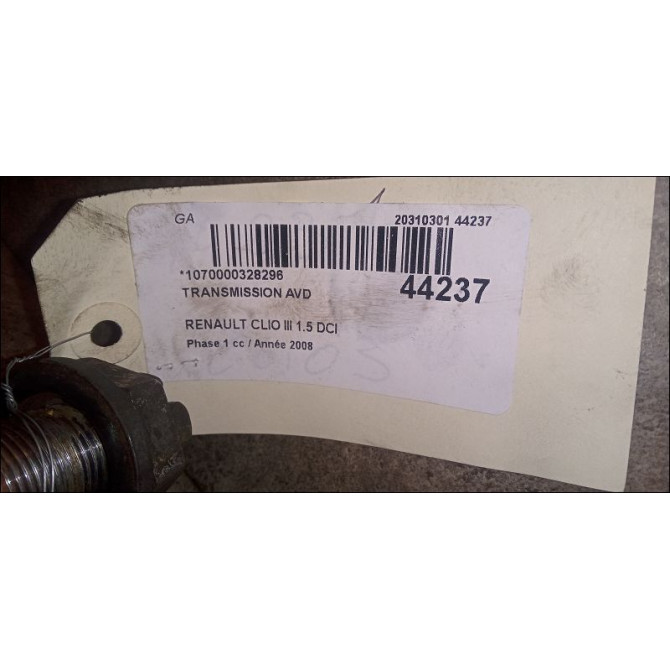 GA
20310301 44237
*1070000328296
TRANSMISSION AVD
44237
RENAULT CLIO III 1.5 DCI
Phase 1 cc / Année 2008